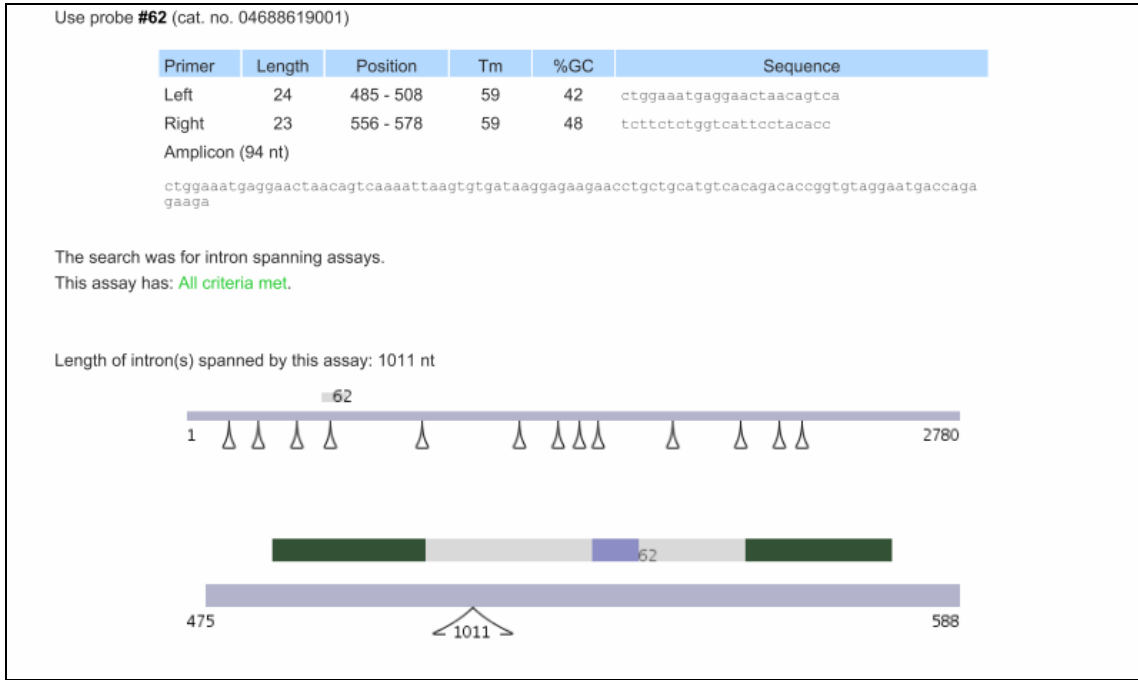 Use probe #62 (cat. no. 04688619001)
Primer Length Position Tm %GC Sequence
Left 24 485 - 508 59 42 ctggaaatgaggaactaacagtca
Right 23 556 - 578 59 48 tcttctctggtcattcctacacc
Amplicon (94 nt)
ctggaaatgaggaactaacagtcaaaattaagtgtgataaggagaagaacctgctgcatgtcacagacaccggtgtaggaatgaccaga
gaaga
The search was for intron spanning assays.
This assay has: All criteria met.
Length of intron(s) spanned by this assay: 1011 nt
62
1 2780
62
475 588
1011